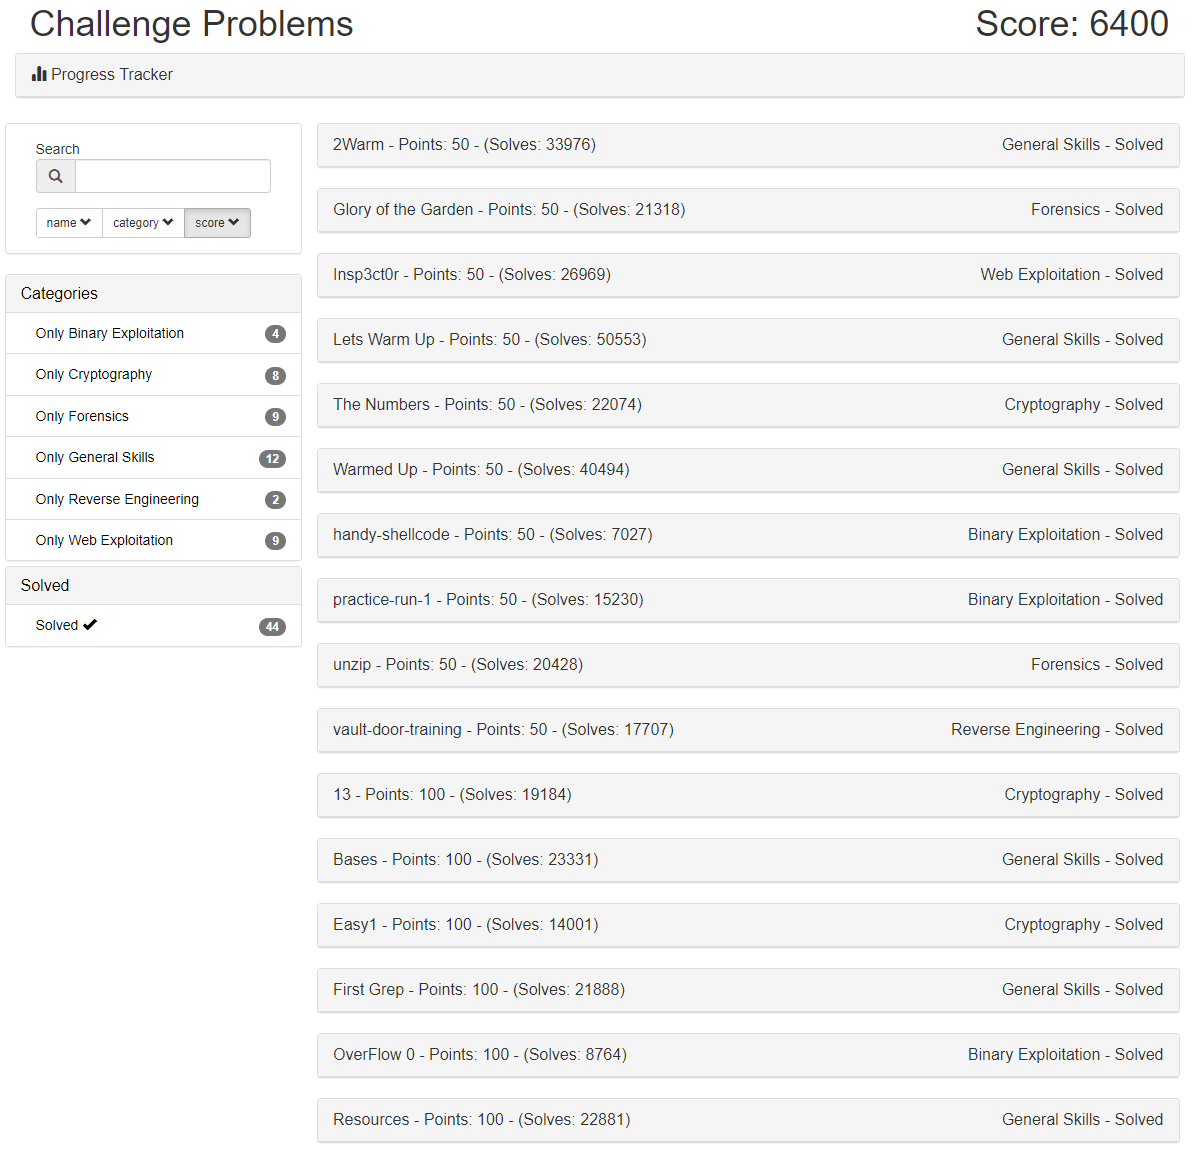 Challenge Problems
Score: 6400
Progress Tracker
Search
name
category
score
Categories
Only Binary Exploitation 4
Only Cryptography 8
Only Forensics 9
Only General Skills 12
Only Reverse Engineering 2
Only Web Exploitation 9
Solved
Solved 44
2Warm - Points: 50 - (Solves: 33976) General Skills - Solved
Glory of the Garden - Points: 50 - (Solves: 21318) Forensics - Solved
Insp3ct0r - Points: 50 - (Solves: 26969) Web Exploitation - Solved
Lets Warm Up - Points: 50 - (Solves: 50553) General Skills - Solved
The Numbers - Points: 50 - (Solves: 22074) Cryptography - Solved
Warmed Up - Points: 50 - (Solves: 40494) General Skills - Solved
handy-shellcode - Points: 50 - (Solves: 7027) Binary Exploitation - Solved
practice-run-1 - Points: 50 - (Solves: 15230) Binary Exploitation - Solved
unzip - Points: 50 - (Solves: 20428) Forensics - Solved
vault-door-training - Points: 50 - (Solves: 17707) Reverse Engineering - Solved
13 - Points: 100 - (Solves: 19184) Cryptography - Solved
Bases - Points: 100 - (Solves: 23331) General Skills - Solved
Easy1 - Points: 100 - (Solves: 14001) Cryptography - Solved
First Grep - Points: 100 - (Solves: 21888) General Skills - Solved
OverFlow 0 - Points: 100 - (Solves: 8764) Binary Exploitation - Solved
Resources - Points: 100 - (Solves: 22881) General Skills - Solved